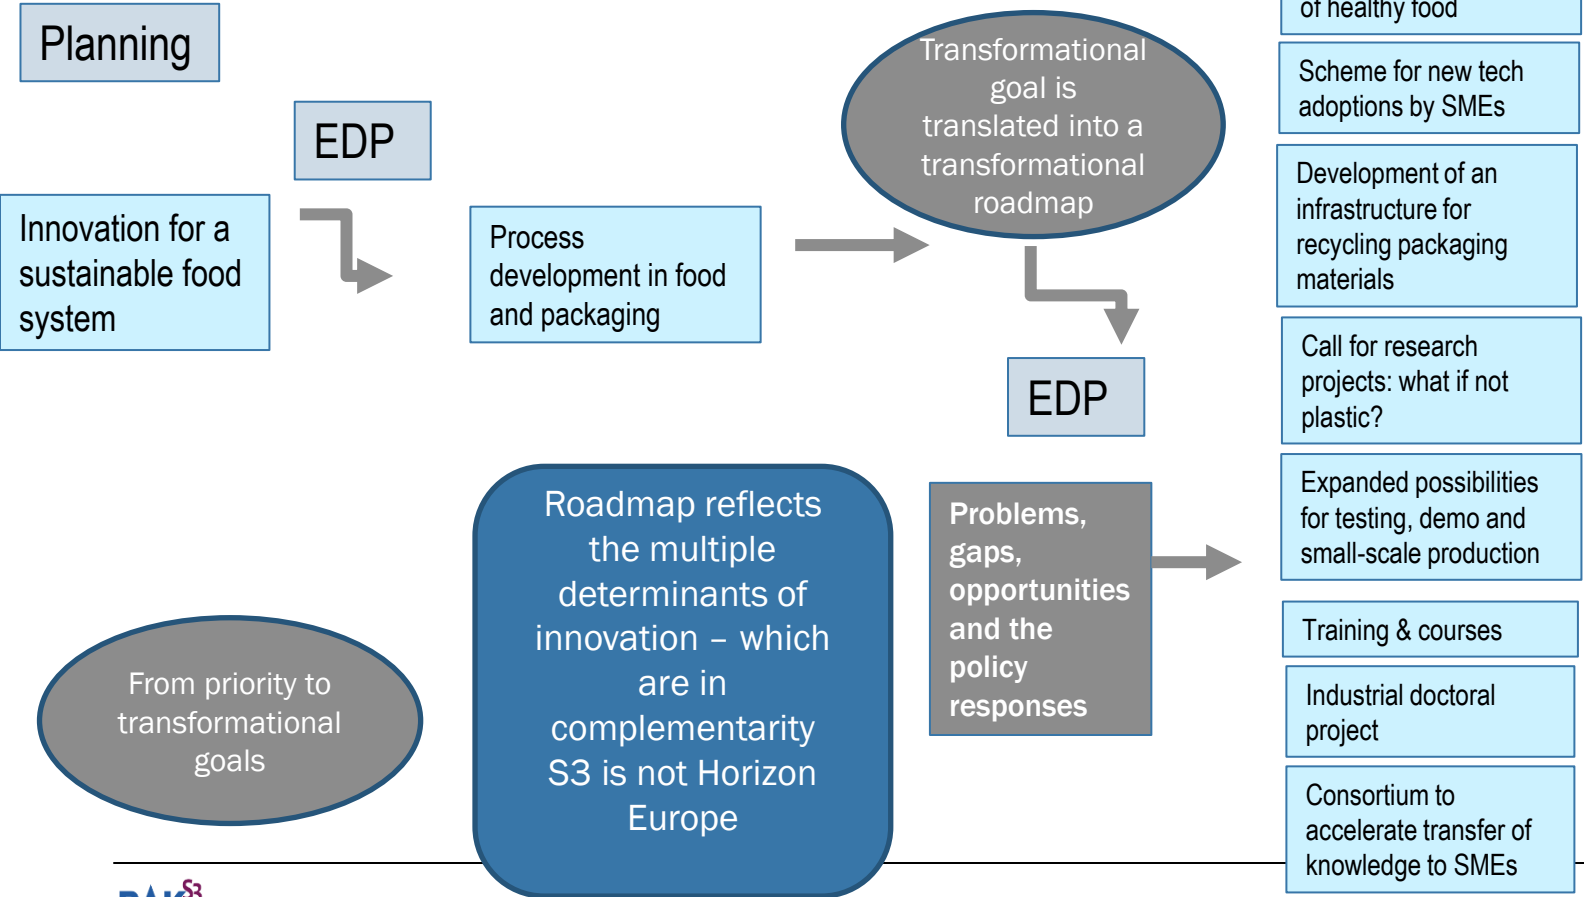 Planning
EDP
Innovation for a
sustainable food
system
Process
development in food
and packaging
Transformational
goal is
translated into a
transformational
roadmap
EDP
Problems,
gaps,
opportunities
and the
policy
responses
From priority to
transformational
goals
Roadmap reflects
the multiple
determinants of
innovation – which
are in
complementarity
S3 is not Horizon
Europe
of healthy food
Scheme for new tech
adoptions by SMEs
Development of an
infrastructure for
recycling packaging
materials
Call for research
projects: what if not
plastic?
Expanded possibilities
for testing, demo and
small-scale production
Training & courses
Industrial doctoral
project
Consortium to
accelerate transfer of
knowledge to SMEs
S3